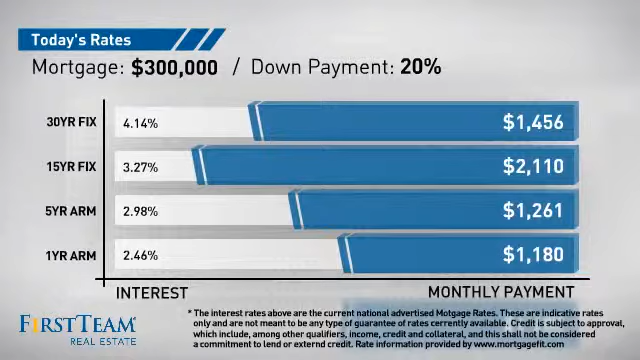 Today's Rates
Mortgage: $300,000 / Down Payment: 20%
30YR FIX 4.14% $1,456
15YR FIX 3.27% $2,110
5YR ARM 2.98% $1,261
1YR ARM 2.46% $1,180
INTEREST MONTHLY PAYMENT
* The interest rates above are the current national advertised Motgage Rates. These are indicative rates
only and are not meant to be any type of guarantee of rates cerrently available. Credit is subject to approval,
which include, among other qualifiers, income, credit and collateral, and this shall not be considered
a commitment to lend or externd credit. Rate information provided by www.mortgagefit.com
FIRSTTEAM®
REAL ESTATE